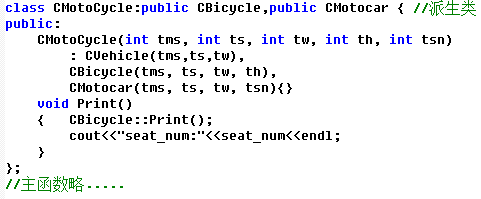 class CMotoCycle:public CBicycle,public CMotocar { //派生类
public:
    CMotoCycle(int tms, int ts, int tw, int th, int tsn)
        : CVehicle(tms,ts,tw),
        CBicycle(tms, ts, tw, th),
        CMotocar(tms, ts, tw, tsn){}
    void Print()
    {   CBicycle::Print();
        cout<<"seat_num:"<<seat_num<<endl;
    }
};
//主函数略.....